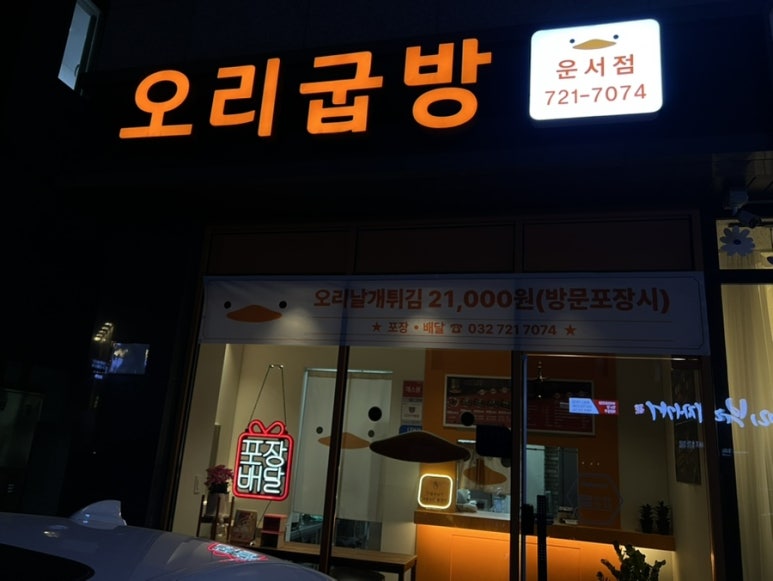 오리굽방
운서점
721-7074
오리날개튀김 21,000원(방문포장시)
★ 포장 • 배달 ☎ 032 721 7074 ★
포장
배달